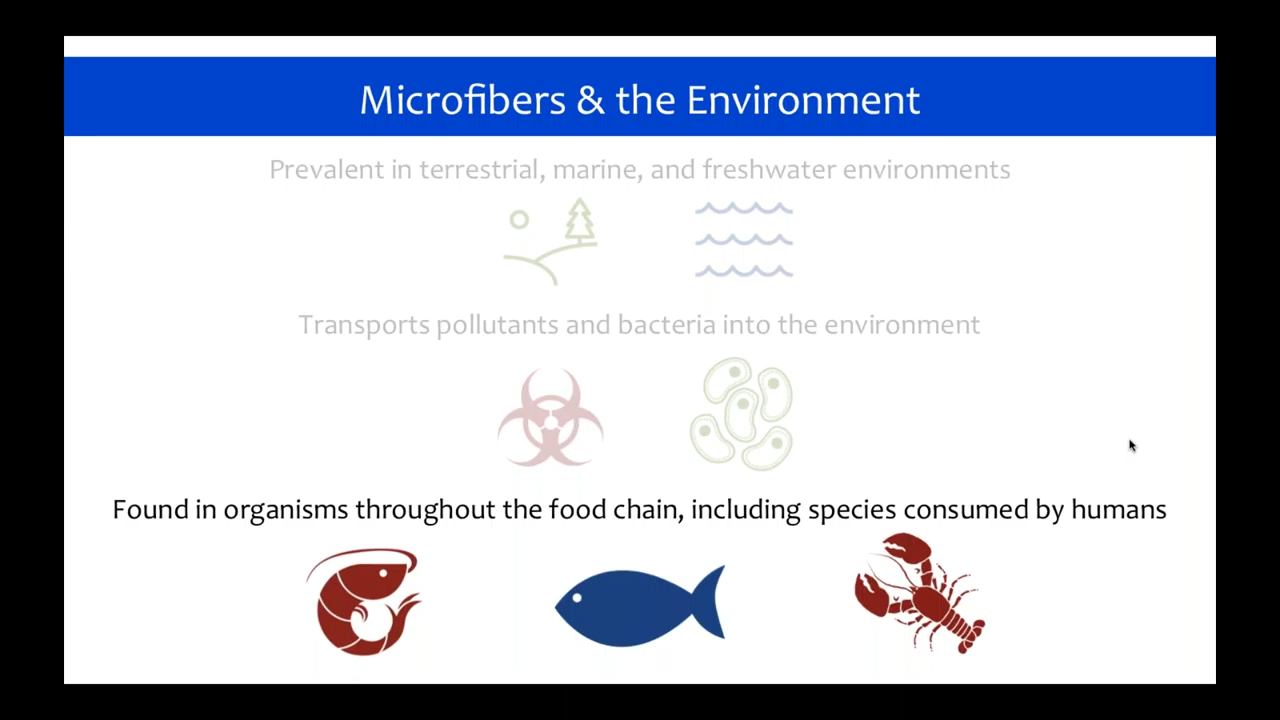 Microfibers & the Environment
Prevalent in terrestrial, marine, and freshwater environments
Transports pollutants and bacteria into the environment
Found in organisms throughout the food chain, including species consumed by humans